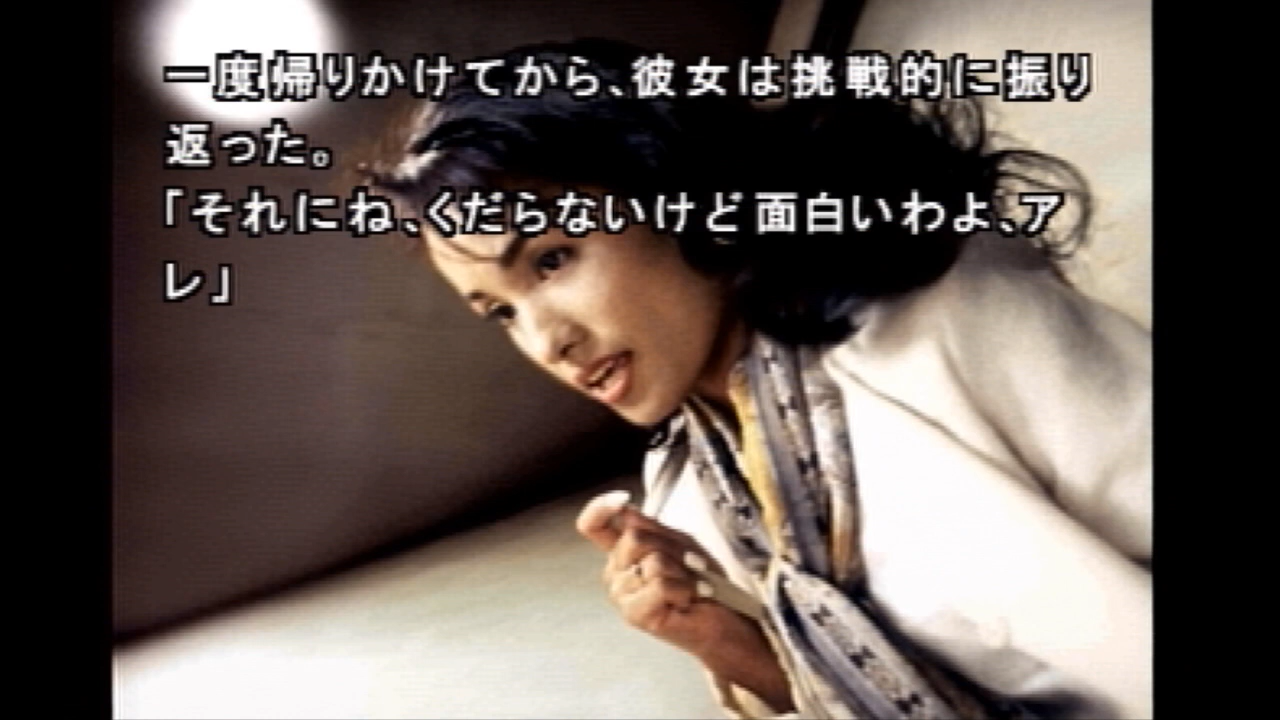 一度帰りかけてから、彼女は挑戦的に振り
返った。
「それにね、くだらないけど面白いわよ、ア
レ」